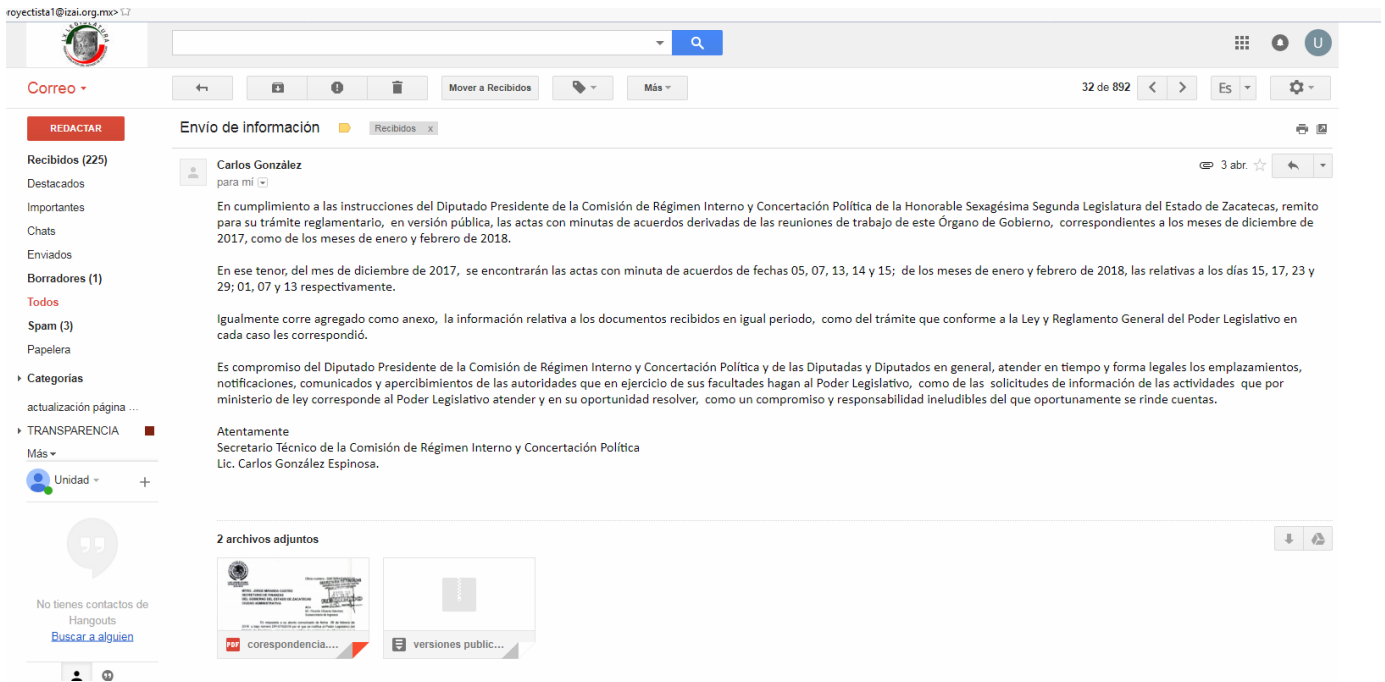 royectista1@izai.org.mx>
Correo
Mover a Recibidos
Más
32 de 892
Es
REDACTAR
Envío de información
Recibidos x
Recibidos (225)
Destacados
Importantes
Chats
Enviados
Borradores (1)
Todos
Spam (3)
Papelera
Categorías
actualización página ...
TRANSPARENCIA
Más
Unidad
No tienes contactos de
Hangouts
Buscar a alguien
Carlos González
3 abr.
para mí
En cumplimiento a las instrucciones del Diputado Presidente de la Comisión de Régimen Interno y Concertación Política de la Honorable Sexagésima Segunda Legislatura del Estado de Zacatecas, remito
para su trámite reglamentario, en versión pública, las actas con minutas de acuerdos derivadas de las reuniones de trabajo de este Órgano de Gobierno, correspondientes a los meses de diciembre de
2017, como de los meses de enero y febrero de 2018.
En ese tenor, del mes de diciembre de 2017, se encontrarán las actas con minuta de acuerdos de fechas 05, 07, 13, 14 y 15; de los meses de enero y febrero de 2018, las relativas a los días 15, 17, 23 y
29; 01, 07 y 13 respectivamente.
Igualmente corre agregado como anexo, la información relativa a los documentos recibidos en igual periodo, como del trámite que conforme a la Ley y Reglamento General del Poder Legislativo en
cada caso les correspondió.
Es compromiso del Diputado Presidente de la Comisión de Régimen Interno y Concertación Política y de las Diputadas y Diputados en general, atender en tiempo y forma legales los emplazamientos,
notificaciones, comunicados y apercibimientos de las autoridades que en ejercicio de sus facultades hagan al Poder Legislativo, como de las solicitudes de información de las actividades que por
ministerio de ley corresponde al Poder Legislativo atender y en su oportunidad resolver, como un compromiso y responsabilidad ineludibles del que oportunamente se rinde cuentas.
Atentamente
Secretario Técnico de la Comisión de Régimen Interno y Concertación Política
Lic. Carlos González Espinosa.
2 archivos adjuntos
PDF corespondencia....
versiones public...
U